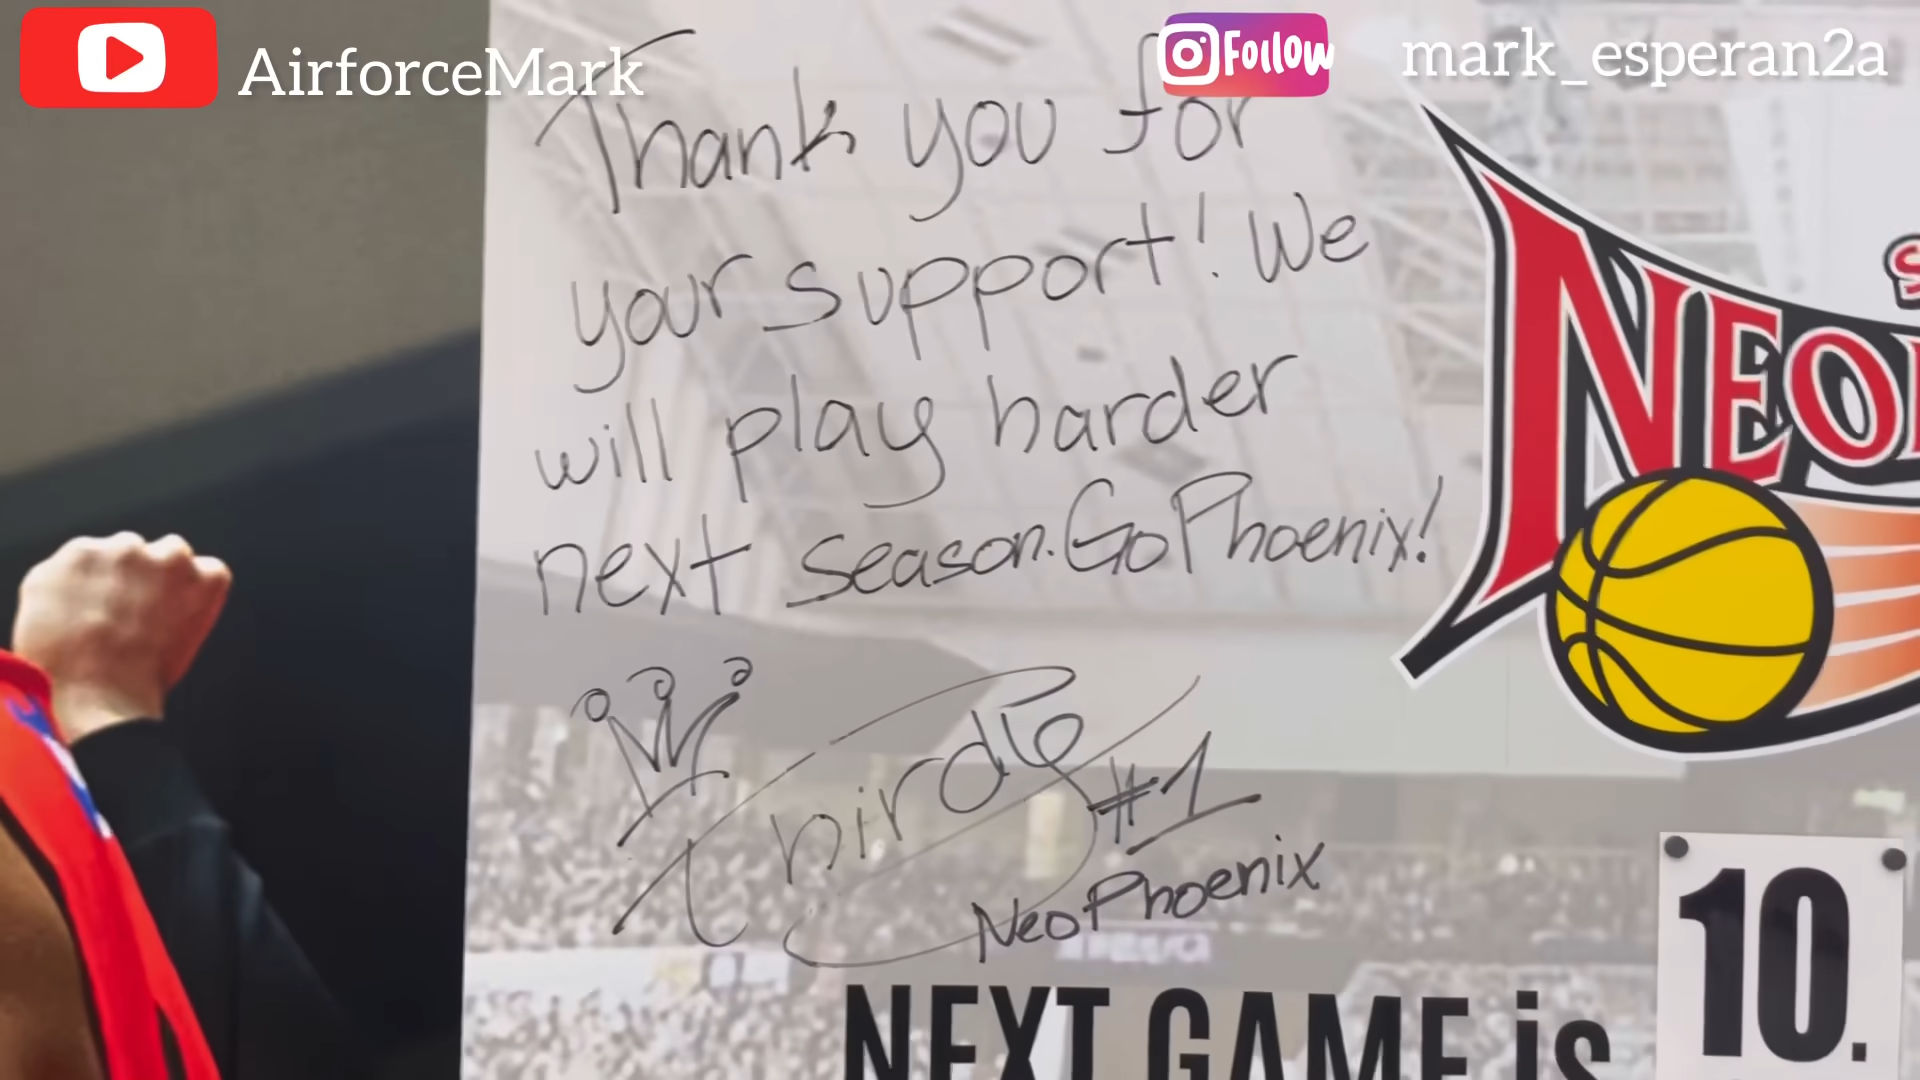 AirforceMark
Follow
mark_esperan2a
Thank you for
your support! We
will play harder
next season. Go Phoenix!
Thirdy
#1
NeoPhoenix
NEO
NEXT GAME is
10.